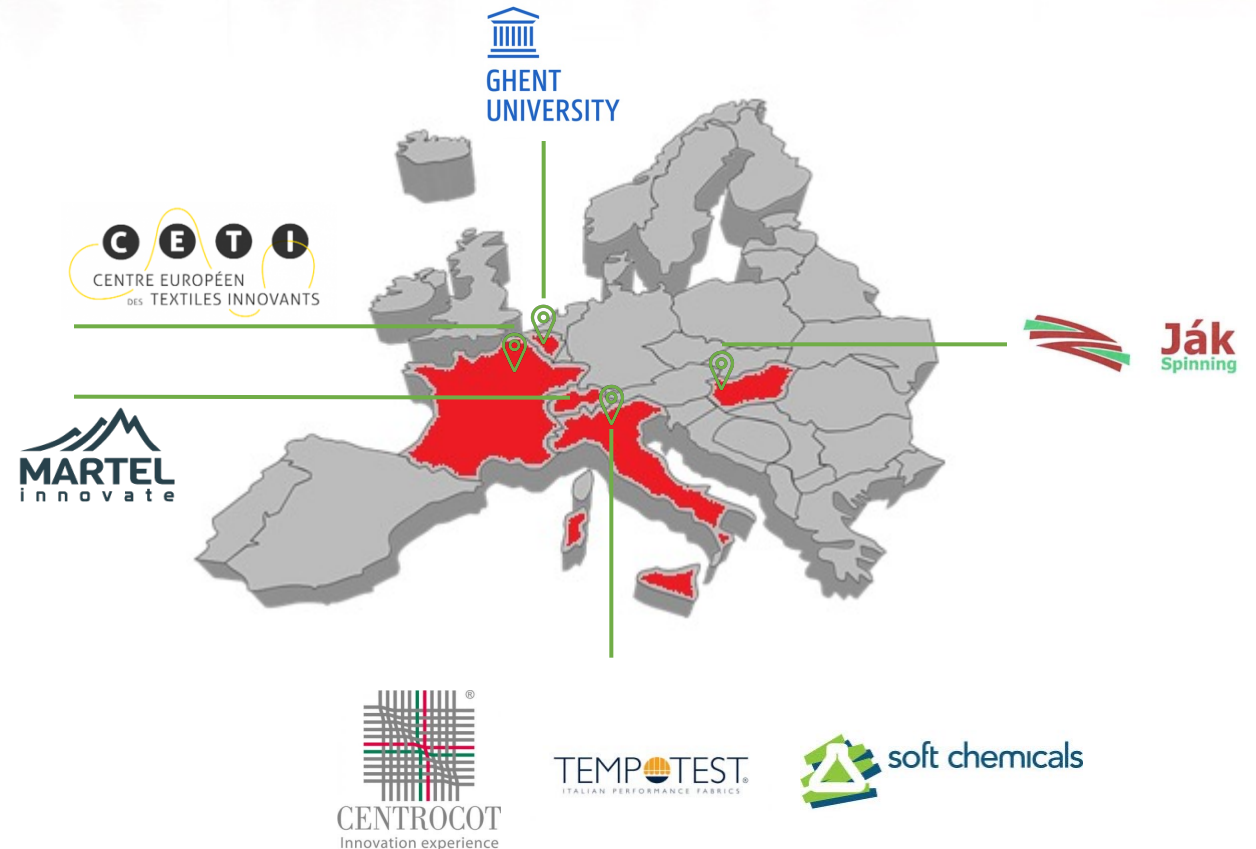 GHENT
UNIVERSITY
C E T I
CENTRE EUROPÉEN
DES TEXTILES INNOVANTS
Ják
Spinning
MARTEL
innovate
®
CENTROCOT
Innovation experience
TEMPOTEST®
ITALIAN PERFORMANCE FABRICS
soft chemicals